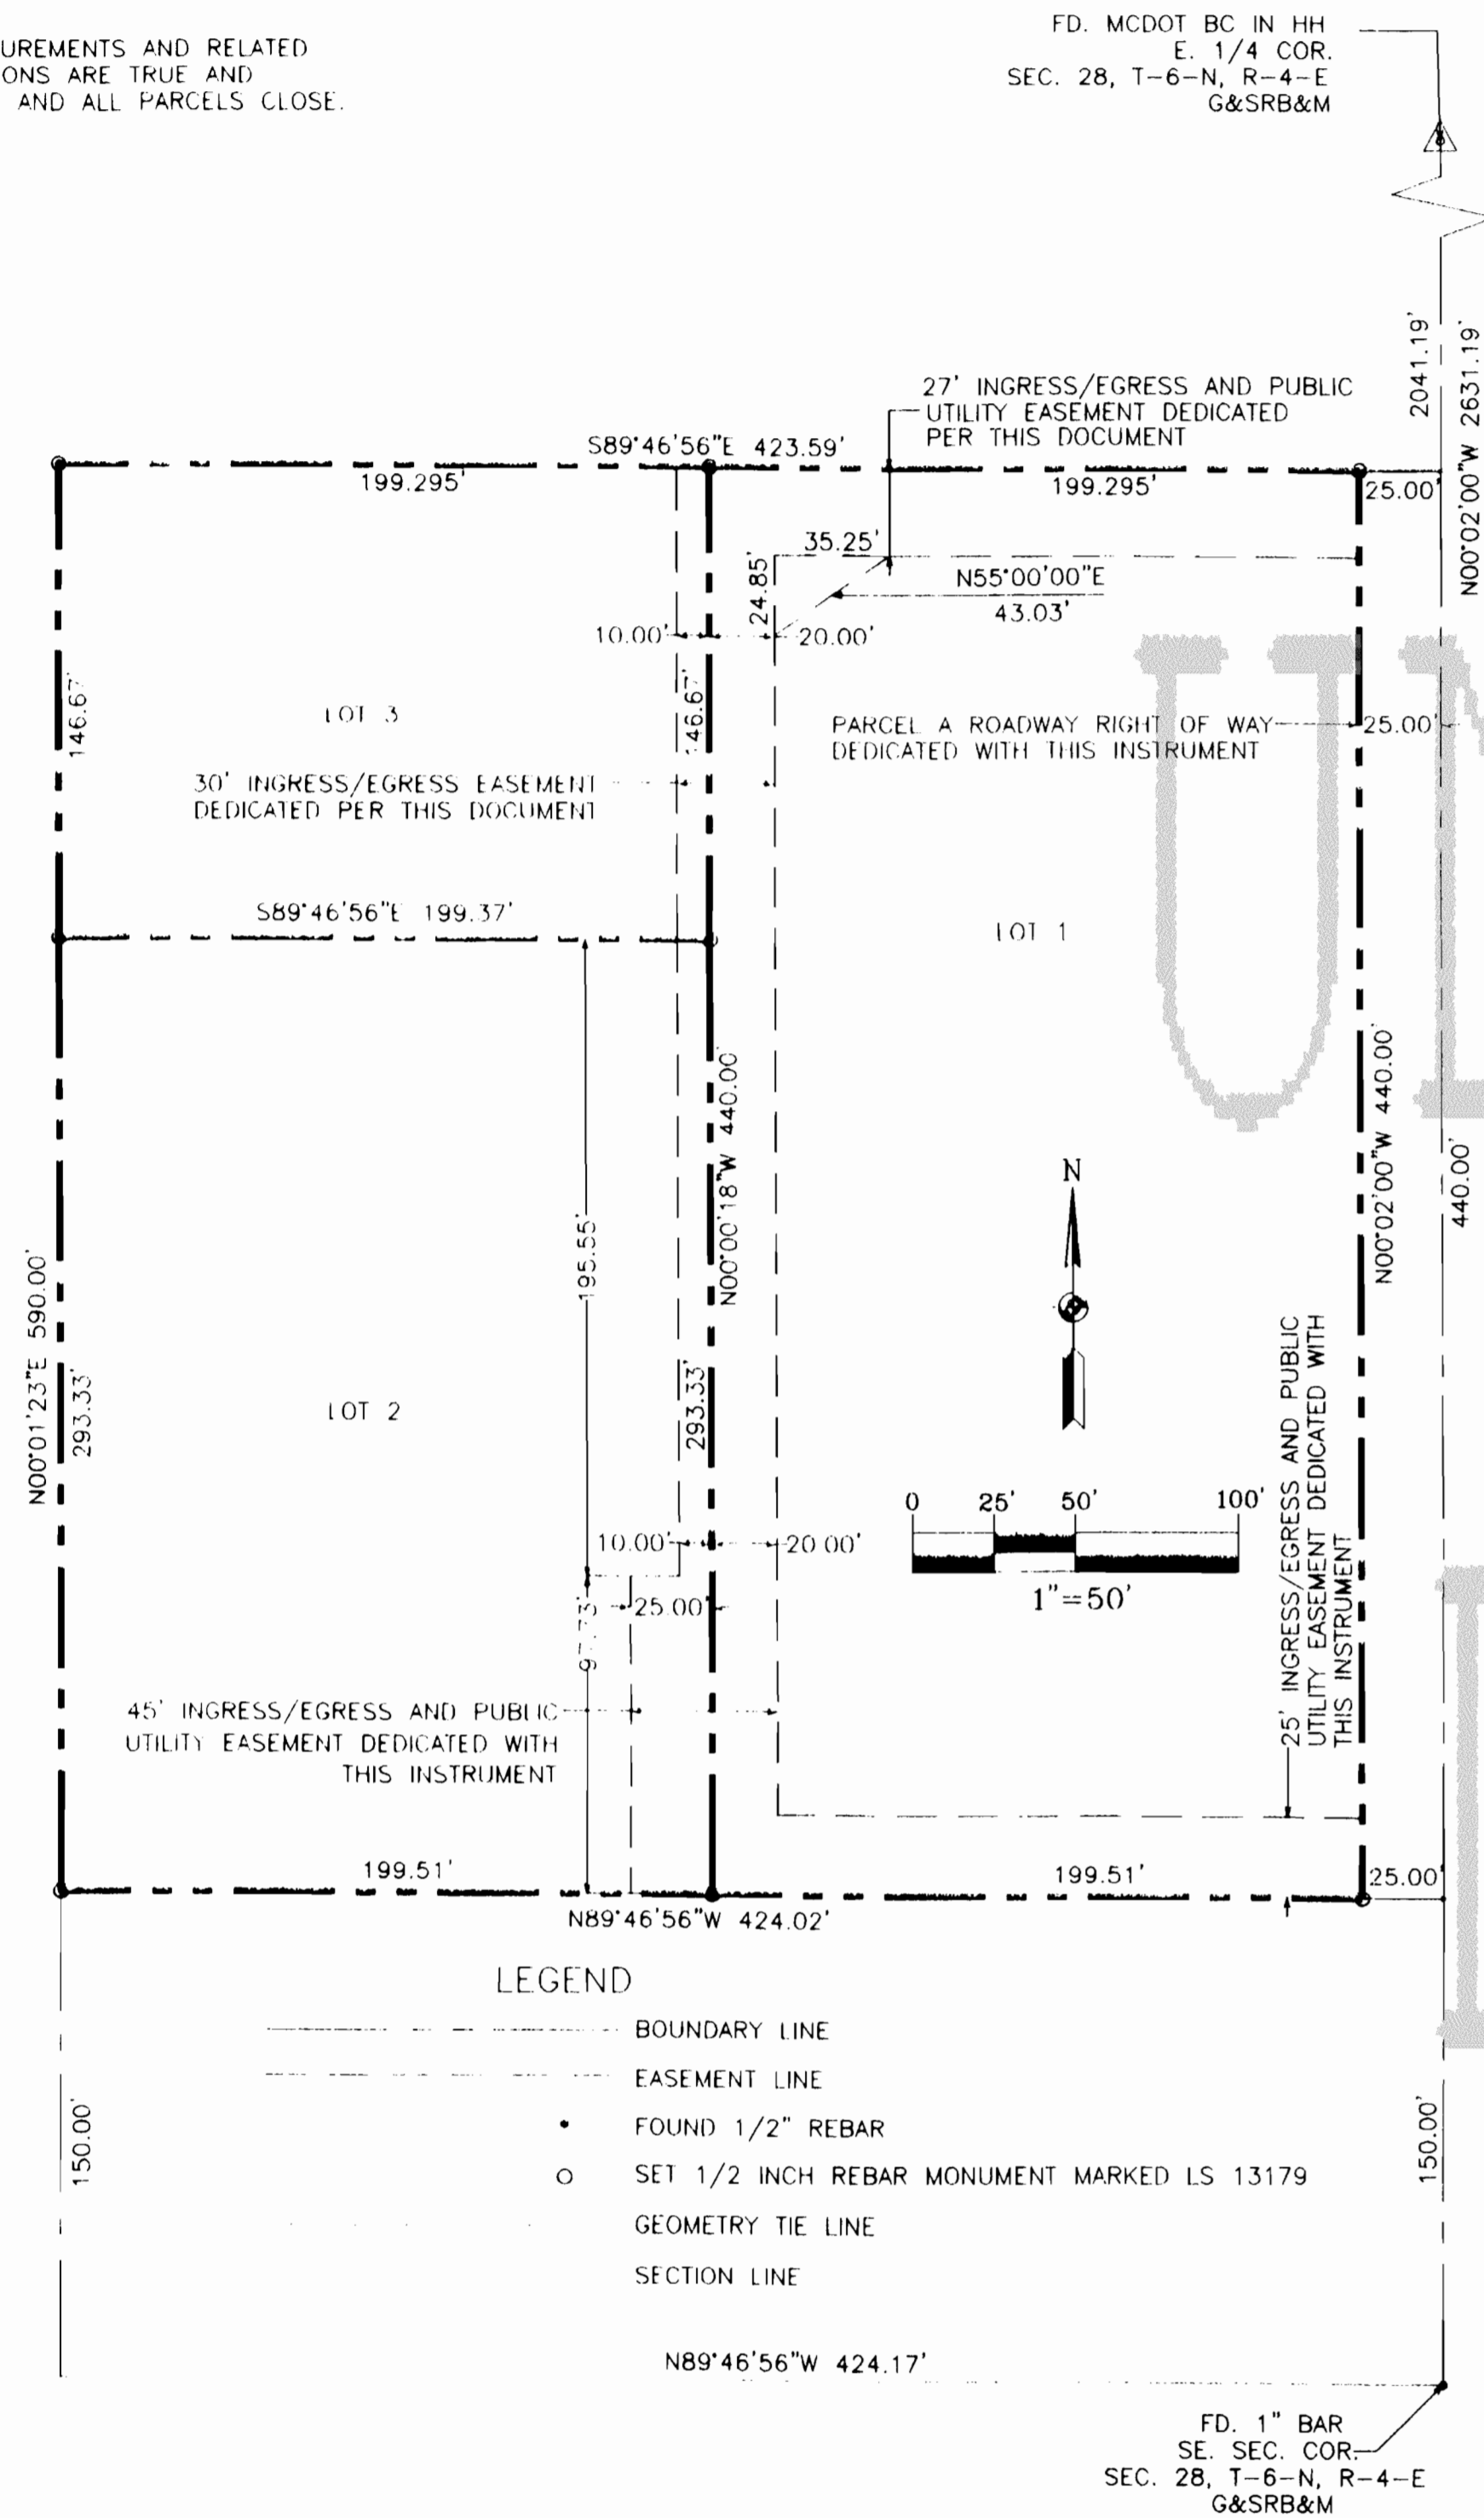 UREMENTS AND RELATED
ONS ARE TRUE AND
AND ALL PARCELS CLOSE.
FD. MCDOT BC IN HH
E. 1/4 COR.
SEC. 28, T-6-N, R-4-E
G&SRB&M
2041.19'
N00°02'00"W 2631.19'
27' INGRESS/EGRESS AND PUBLIC
UTILITY EASEMENT DEDICATED
PER THIS DOCUMENT
S89°46'56"E 423.59'
199.295'
199.295'
25.00'
35.25'
24.85'
N55°00'00"E
43.03'
10.00'
20.00'
146.67'
146.67'
LOT 3
PARCEL A ROADWAY RIGHT OF WAY
DEDICATED WITH THIS INSTRUMENT
25.00'
30' INGRESS/EGRESS EASEMENT
DEDICATED PER THIS DOCUMENT
S89°46'56"E 199.37'
LOT 1
N00°00'18"W 440.00'
N00°02'00"W 440.00'
440.00'
N
195.55'
N00°01'23"E 590.00'
293.33'
293.33'
LOT 2
0 25' 50' 100'
1"=50'
10.00'
20.00'
25.00'
97.73'
25' INGRESS/EGRESS AND PUBLIC
UTILITY EASEMENT DEDICATED WITH
THIS INSTRUMENT
45' INGRESS/EGRESS AND PUBLIC
UTILITY EASEMENT DEDICATED WITH
THIS INSTRUMENT
199.51'
199.51'
25.00'
N89°46'56"W 424.02'
LEGEND
BOUNDARY LINE
EASEMENT LINE
FOUND 1/2" REBAR
SET 1/2 INCH REBAR MONUMENT MARKED LS 13179
GEOMETRY TIE LINE
SECTION LINE
150.00'
150.00'
N89°46'56"W 424.17'
FD. 1" BAR
SE. SEC. COR.
SEC. 28, T-6-N, R-4-E
G&SRB&M